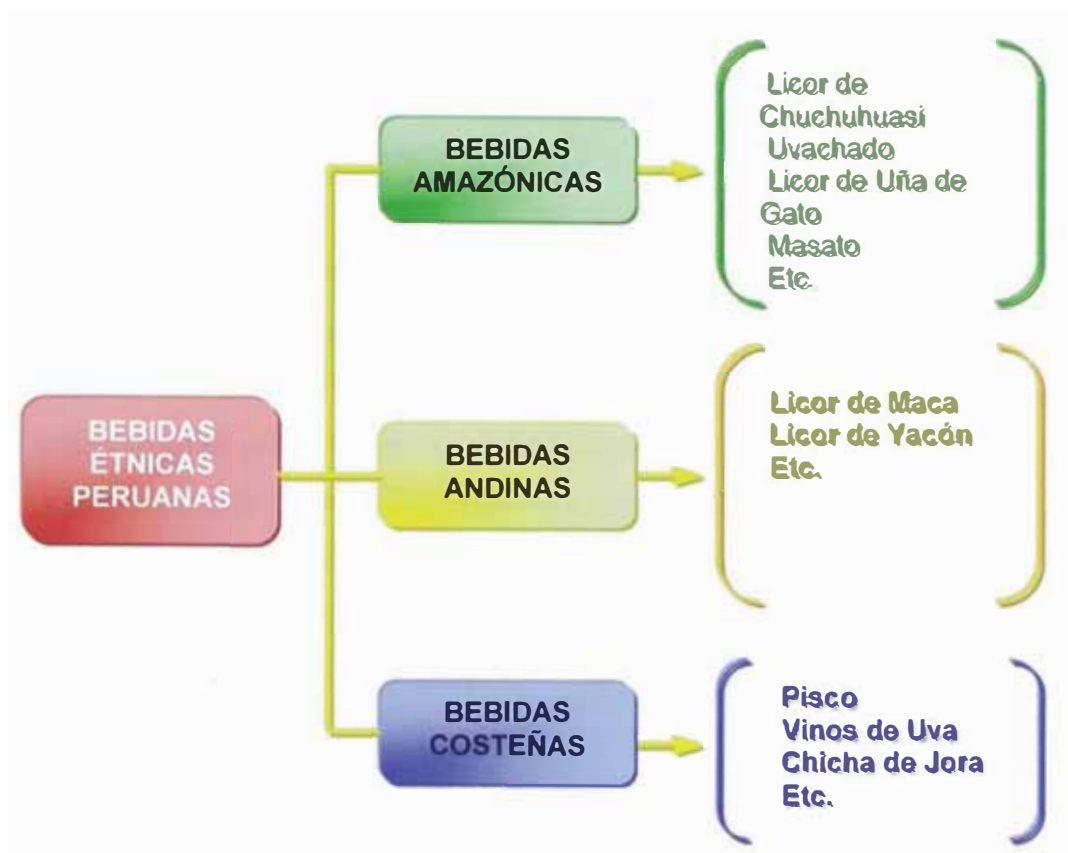 BEBIDAS
ÉTNICAS
PERUANAS
BEBIDAS
AMAZÓNICAS
Licor de
Chuchuhuasi
Uvachado
Licor de Uña de
Gato
Masato
Etc.
BEBIDAS
ANDINAS
Licor de Maca
Licor de Yacón
Etc.
BEBIDAS
COSTEÑAS
Pisco
Vinos de Uva
Chicha de Jora
Etc.